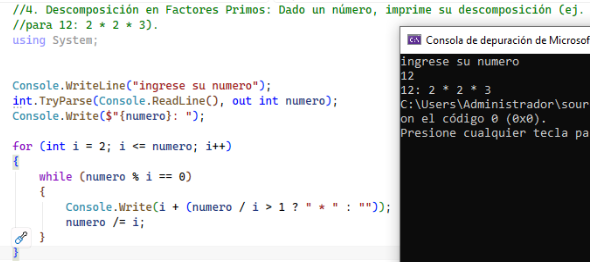 //4. Descomposición en Factores Primos: Dado un número, imprime su descomposición (ej.
//para 12: 2 * 2 * 3).
using System;
Console.WriteLine("ingrese su numero");
int.TryParse(Console.ReadLine(), out int numero);
Console.Write($"{numero}: ");
for (int i = 2; i <= numero; i++)
{
while (numero % i == 0)
{
Console.Write(i + (numero / i > 1 ? " * " : ""));
numero /= i;
}
}
Consola de depuración de Microsof
ingrese su numero
12
12: 2 * 2 * 3
C:\Users\Administrador\sour
on el código 0 (0x0).
Presione cualquier tecla pa